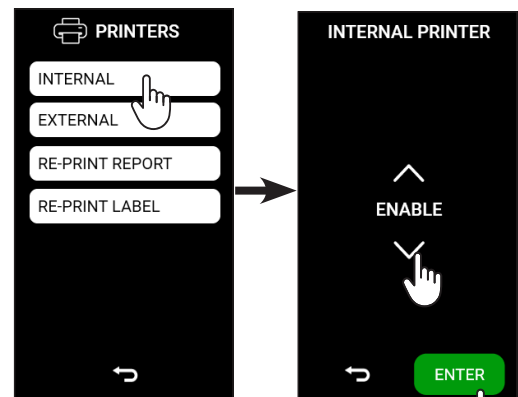 PRINTERS
INTERNAL
EXTERNAL
RE-PRINT REPORT
RE-PRINT LABEL
INTERNAL PRINTER
ENABLE
ENTER